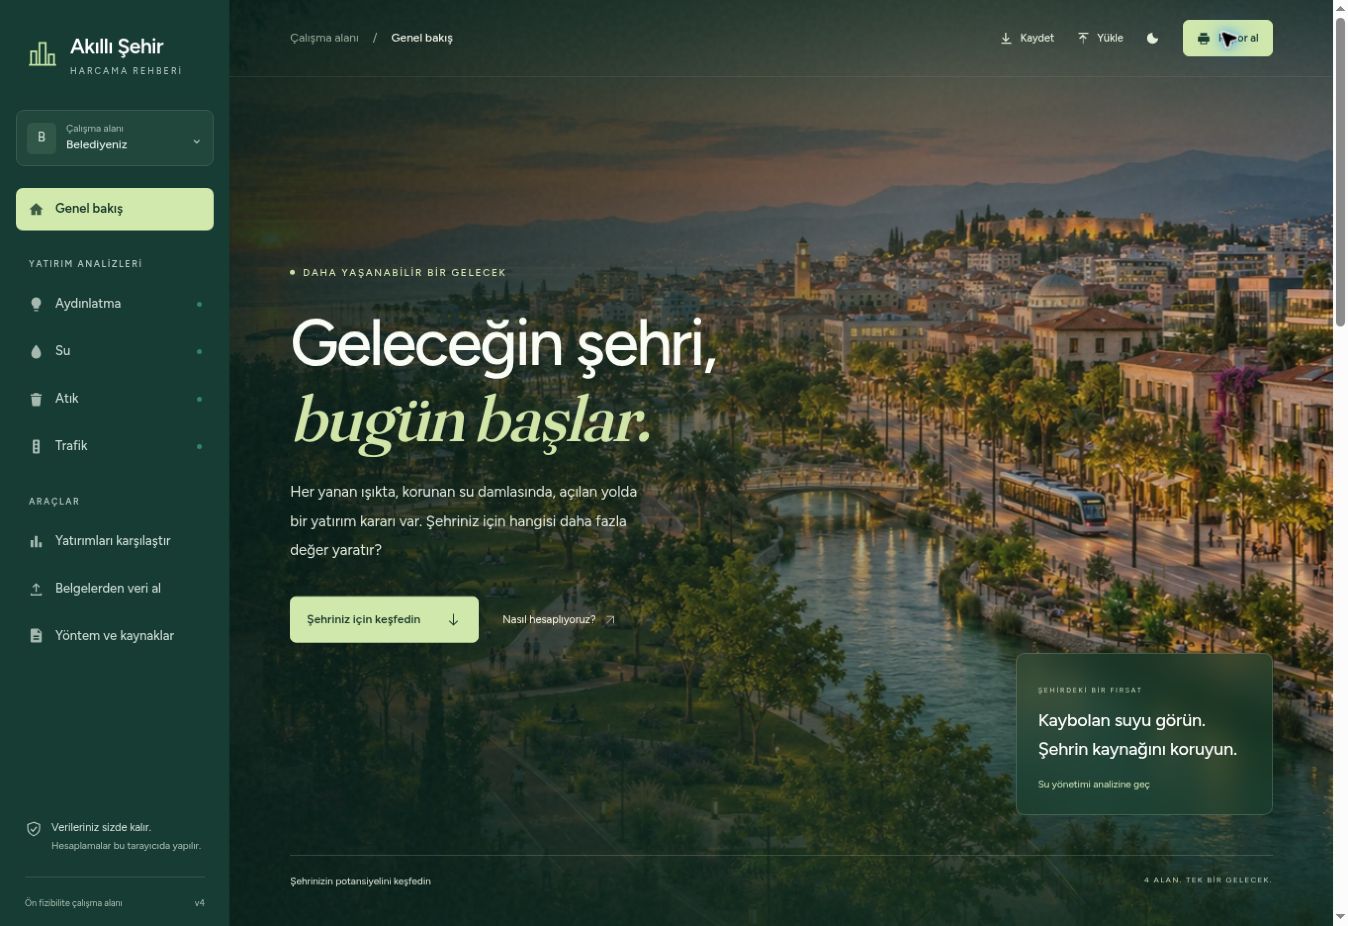 Akıllı Şehir
HARCAMA REHBERİ
B
Çalışma alanı
Belediyeniz
Genel bakış
YATIRIM ANALİZLERİ
Aydınlatma
Su
Atık
Trafik
ARAÇLAR
Yatırımları karşılaştır
Belgelerden veri al
Yöntem ve kaynaklar
Verileriniz sizde kalır.
Hesaplamalar bu tarayıcıda yapılır.
Ön fizibilite çalışma alanı
v4
Çalışma alanı / Genel bakış
Kaydet
Yükle
al
DAHA YAŞANABİLİR BİR GELECEK
Geleceğin şehri,
bugün başlar.
Her yanan ışıkta, korunan su damlasında, açılan yolda
bir yatırım kararı var. Şehriniz için hangisi daha fazla
değer yaratır?
Şehriniz için keşfedin
Nasıl hesaplıyoruz?
ŞEHİRDEKİ BİR FIRSAT
Kaybolan suyu görün.
Şehrin kaynağını koruyun.
Su yönetimi analizine geç
Şehrinizin potansiyelini keşfedin
4 ALAN. TEK BİR GELECEK.